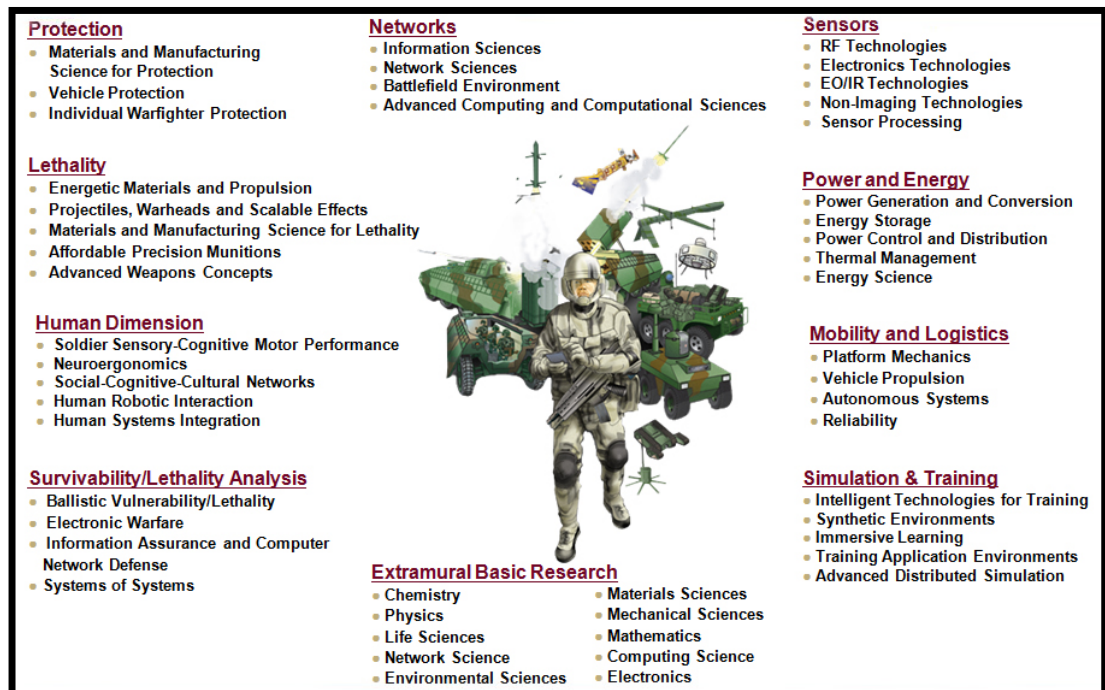 Protection
Materials and Manufacturing
Science for Protection
Vehicle Protection
Individual Warfighter Protection
Networks
Information Sciences
Network Sciences
Battlefield Environment
Advanced Computing and Computational Sciences
Sensors
RF Technologies
Electronics Technologies
EO/IR Technologies
Non-Imaging Technologies
Sensor Processing
Lethality
Energetic Materials and Propulsion
Projectiles, Warheads and Scalable Effects
Materials and Manufacturing Science for Lethality
Affordable Precision Munitions
Advanced Weapons Concepts
Power and Energy
Power Generation and Conversion
Energy Storage
Power Control and Distribution
Thermal Management
Energy Science
Human Dimension
Soldier Sensory-Cognitive Motor Performance
Neuroergonomics
Social-Cognitive-Cultural Networks
Human Robotic Interaction
Human Systems Integration
Mobility and Logistics
Platform Mechanics
Vehicle Propulsion
Autonomous Systems
Reliability
Survivability/Lethality Analysis
Ballistic Vulnerability/Lethality
Electronic Warfare
Information Assurance and Computer
Network Defense
Systems of Systems
Simulation & Training
Intelligent Technologies for Training
Synthetic Environments
Immersive Learning
Training Application Environments
Advanced Distributed Simulation
Extramural Basic Research
Chemistry
Physics
Life Sciences
Network Science
Environmental Sciences
Materials Sciences
Mechanical Sciences
Mathematics
Computing Science
Electronics